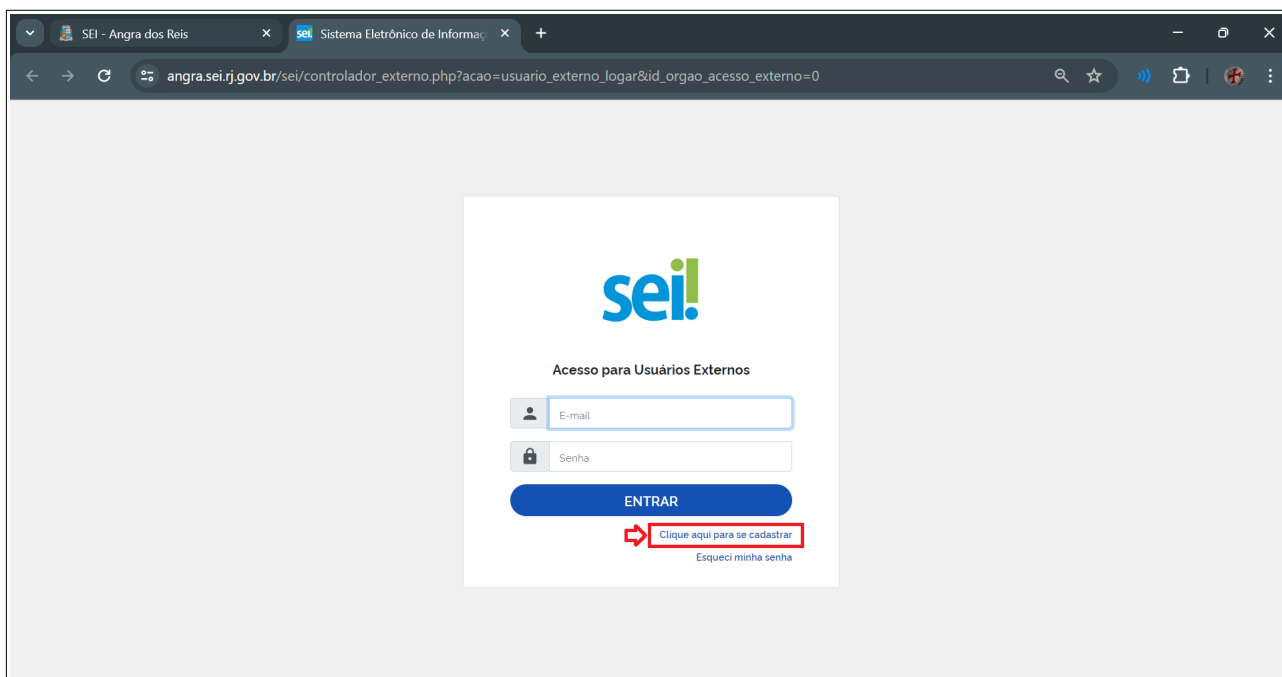 SEI - Angra dos Reis
sei. Sistema Eletrônico de Informaç
angra.sei.rj.gov.br/sei/controlador_externo.php?acao=usuario_externo_logar&id_orgao_acesso_externo=0
sei!
Acesso para Usuários Externos
E-mail
Senha
ENTRAR
Clique aqui para se cadastrar
Esqueci minha senha